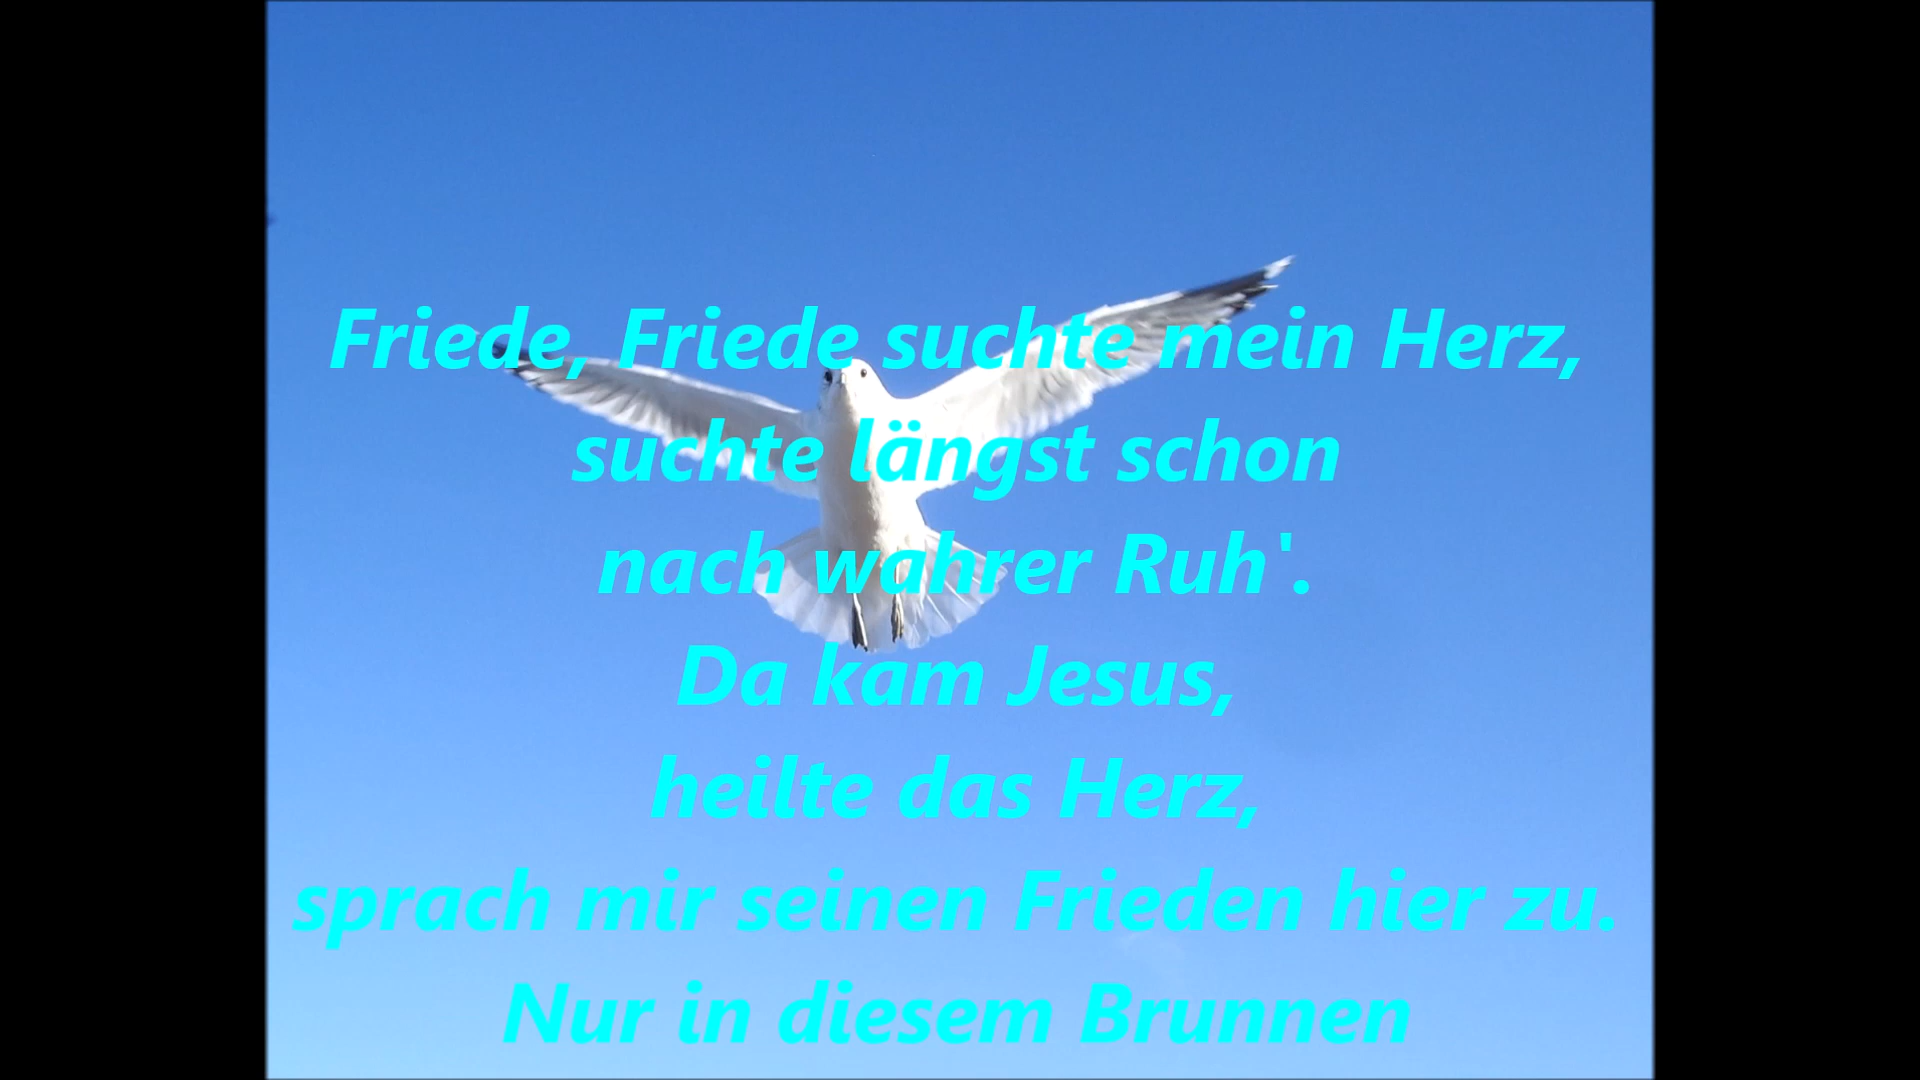 Friede, Friede suchte mein Herz,
suchte längst schon
nach wahrer Ruh'.
Da kam Jesus,
heilte das Herz,
sprach mir seinen Frieden hier zu.
Nur in diesem Brunnen